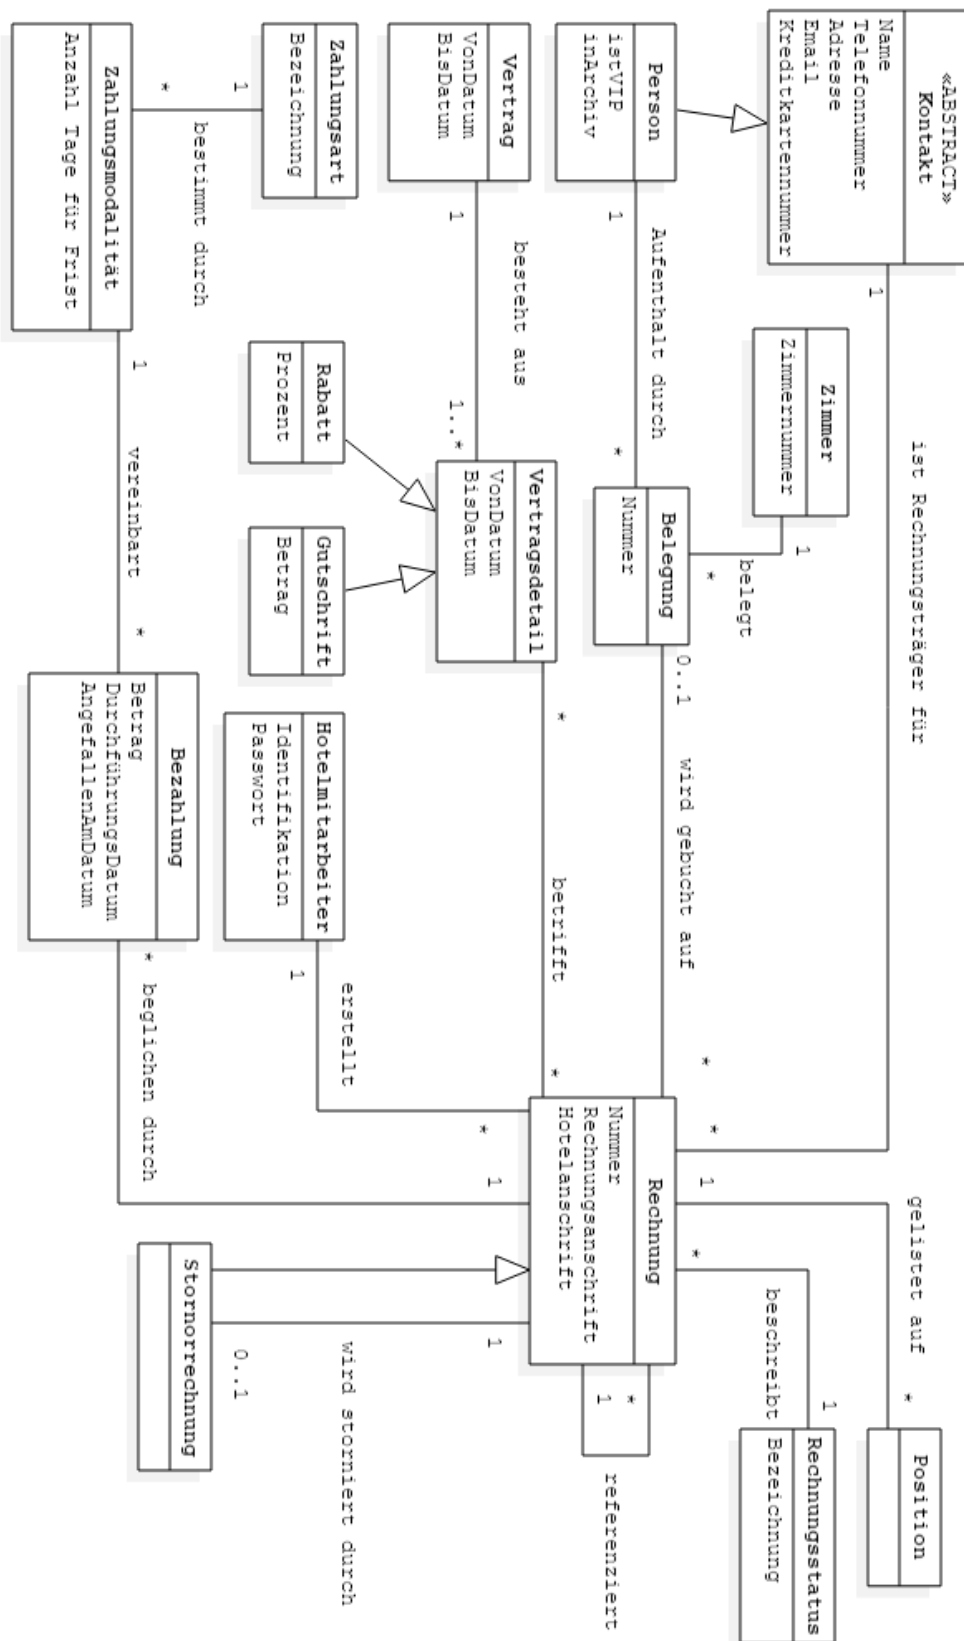 «ABSTRACT»
Kontakt
Name
Telefonnummer
Adresse
Email
Kreditkartennummer
1
ist Rechnungsträger für
*
gelistet auf
1
*
Position
Zimmer
Zimmernummer
1
belegt
*
beschreibt
*
1
Rechnungsstatus
Bezeichnung
Person
istVIP
inArchiv
1
Aufenthalt durch
*
Belegung
Nummer
0..1
wird gebucht auf
*
Rechnung
Nummer
Rechnungsanschrift
Hotelanschrift
*
1
referenziert
Vertrag
VonDatum
BisDatum
1
besteht aus
1..*
Vertragsdetail
VonDatum
BisDatum
*
betrifft
*
Zahlungsart
Bezeichnung
1
bestimmt durch
*
Rabatt
Prozent
Gutschrift
Betrag
Hotelmitarbeiter
Identifikation
Passwort
1
erstellt
*
1
1
wird storniert durch
0..1
Stornorrechnung
Zahlungsmodalität
Anzahl Tage für Frist
1
vereinbart
*
Bezahlung
Betrag
DurchführungsDatum
AngefallenAmDatum
*
beglichen durch